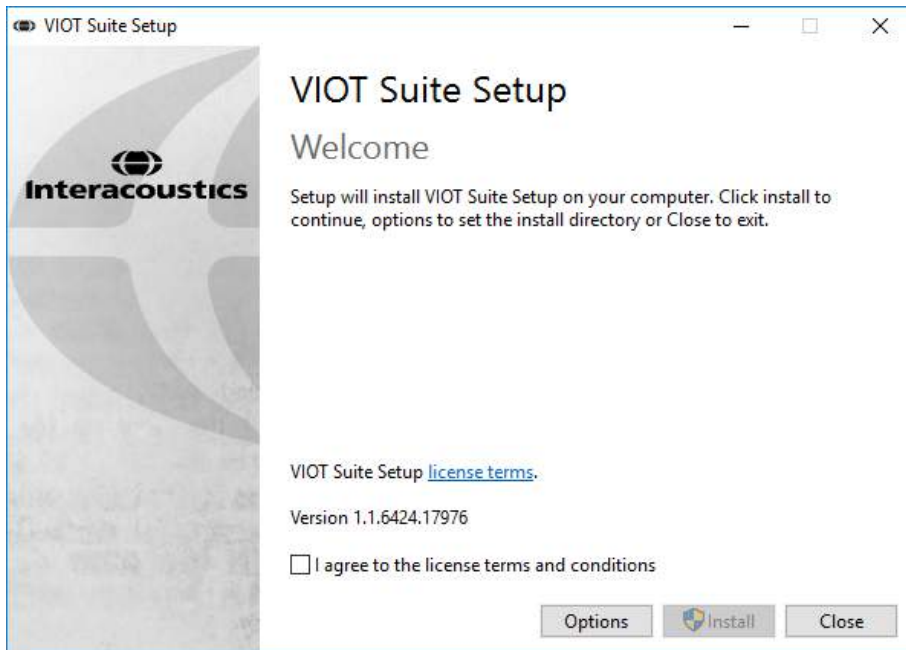 VIOT Suite Setup
VIOT Suite Setup
Welcome
Interacoustics
Setup will install VIOT Suite Setup on your computer. Click install to
continue, options to set the install directory or Close to exit.
VIOT Suite Setup license terms.
Version 1.1.6424.17976
I agree to the license terms and conditions
Options
Install
Close